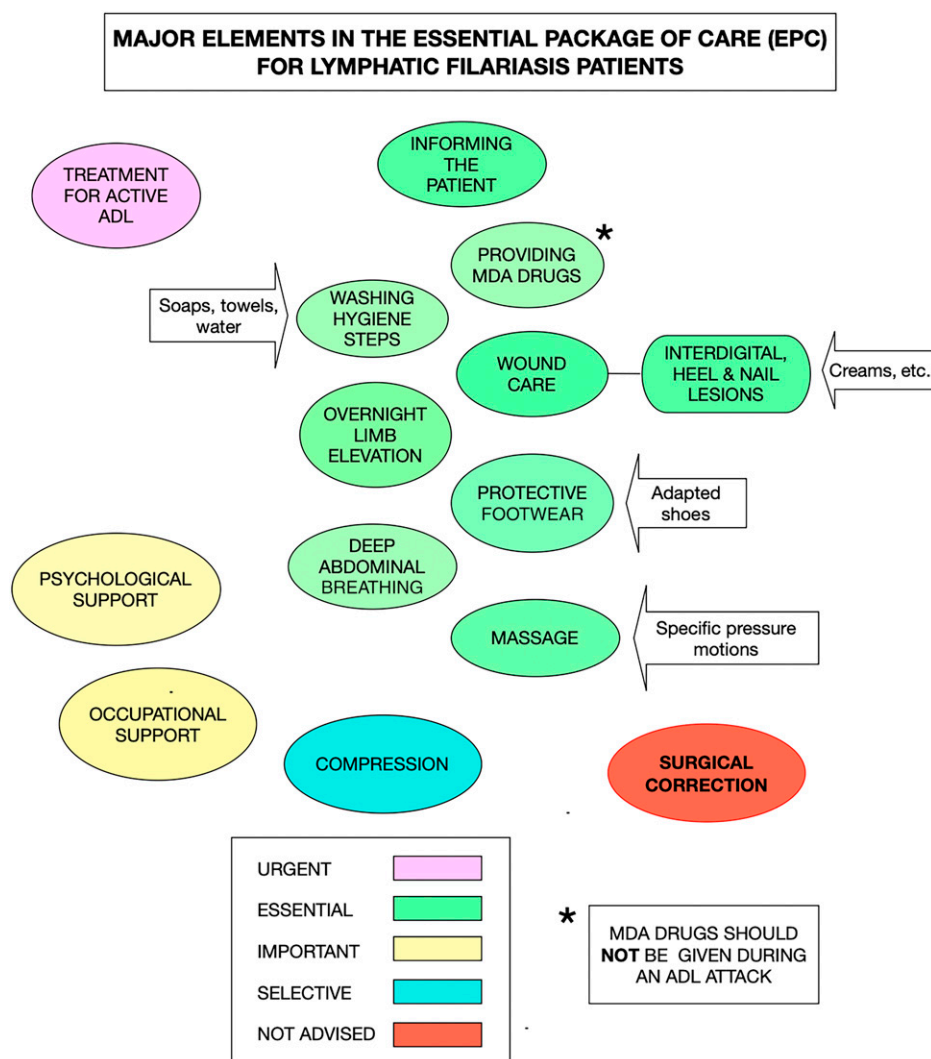 MAJOR ELEMENTS IN THE ESSENTIAL PACKAGE OF CARE (EPC)
FOR LYMPHATIC FILARIASIS PATIENTS
TREATMENT
FOR ACTIVE
ADL
INFORMING
THE
PATIENT
*
PROVIDING
MDA DRUGS
Soaps, towels,
water
WASHING
HYGIENE
STEPS
WOUND
CARE
INTERDIGITAL,
HEEL & NAIL
LESIONS
Creams, etc.
OVERNIGHT
LIMB
ELEVATION
PROTECTIVE
FOOTWEAR
Adapted
shoes
DEEP
ABDOMINAL
BREATHING
PSYCHOLOGICAL
SUPPORT
MASSAGE
Specific pressure
motions
OCCUPATIONAL
SUPPORT
COMPRESSION
SURGICAL
CORRECTION
URGENT
ESSENTIAL
IMPORTANT
SELECTIVE
NOT ADVISED
*
MDA DRUGS SHOULD
NOT BE GIVEN DURING
AN ADL ATTACK